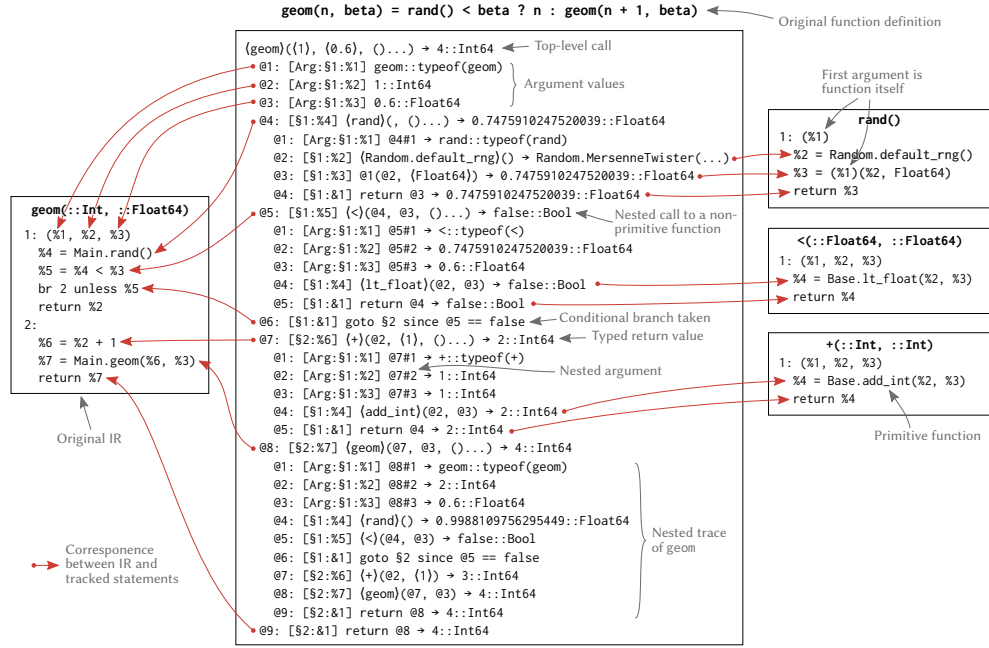 geom(n, beta) = rand() < beta ? n : geom(n + 1, beta)
Original function definition
⟨geom⟩(⟨1⟩, ⟨0.6⟩, ()...) → 4::Int64
Top-level call
@1: [Arg:§1:%1] geom::typeof(geom)
@2: [Arg:§1:%2] 1::Int64
@3: [Arg:§1:%3] 0.6::Float64
Argument values
@4: [§1:%4] ⟨rand⟩(, ()...) → 0.7475910247520039::Float64
@1: [Arg:§1:%1] @4#1 → rand::typeof(rand)
@2: [§1:%2] ⟨Random.default_rng⟩() → Random.MersenneTwister(...)
@3: [§1:%3] @1(@2, ⟨Float64⟩) → 0.7475910247520039::Float64
@4: [§1:&1] return @3 → 0.7475910247520039::Float64
@5: [§1:%5] ⟨<⟩(@4, @3, ()...) → false::Bool
Nested call to a non-
primitive function
@1: [Arg:§1:%1] @5#1 → <::typeof(<)
@2: [Arg:§1:%2] @5#2 → 0.7475910247520039::Float64
@3: [Arg:§1:%3] @5#3 → 0.6::Float64
@4: [§1:%4] ⟨lt_float⟩(@2, @3) → false::Bool
@5: [§1:&1] return @4 → false::Bool
@6: [§1:&1] goto §2 since @5 == false
Conditional branch taken
@7: [§2:%6] ⟨+⟩(@2, ⟨1⟩, ()...) → 2::Int64
Typed return value
@1: [Arg:§1:%1] @7#1 → +::typeof(+)
@2: [Arg:§1:%2] @7#2 → 1::Int64
Nested argument
@3: [Arg:§1:%3] @7#3 → 1::Int64
@4: [§1:%4] ⟨add_int⟩(@2, @3) → 2::Int64
@5: [§1:&1] return @4 → 2::Int64
@8: [§2:%7] ⟨geom⟩(@7, @3, ()...) → 4::Int64
@1: [Arg:§1:%1] @8#1 → geom::typeof(geom)
@2: [Arg:§1:%2] @8#2 → 2::Int64
@3: [Arg:§1:%3] @8#3 → 0.6::Float64
@4: [§1:%4] ⟨rand⟩() → 0.9988109756295449::Float64
@5: [§1:%5] ⟨<⟩(@4, @3) → false::Bool
@6: [§1:&1] goto §2 since @5 == false
@7: [§2:%6] ⟨+⟩(@2, ⟨1⟩) → 3::Int64
@8: [§2:%7] ⟨geom⟩(@7, @3) → 4::Int64
@9: [§2:&1] return @8 → 4::Int64
Nested trace
of geom
@9: [§2:&1] return @8 → 4::Int64
geom(::Int, ::Float64)
1: (%1, %2, %3)
%4 = Main.rand()
%5 = %4 < %3
br 2 unless %5
return %2
2:
%6 = %2 + 1
%7 = Main.geom(%6, %3)
return %7
Original IR
Corresponence
between IR and
tracked statements
First argument is
function itself
rand()
1: (%1)
%2 = Random.default_rng()
%3 = (%1)(%2, Float64)
return %3
<(::Float64, ::Float64)
1: (%1, %2, %3)
%4 = Base.lt_float(%2, %3)
return %4
+(::Int, ::Int)
1: (%1, %2, %3)
%4 = Base.add_int(%2, %3)
return %4
Primitive function